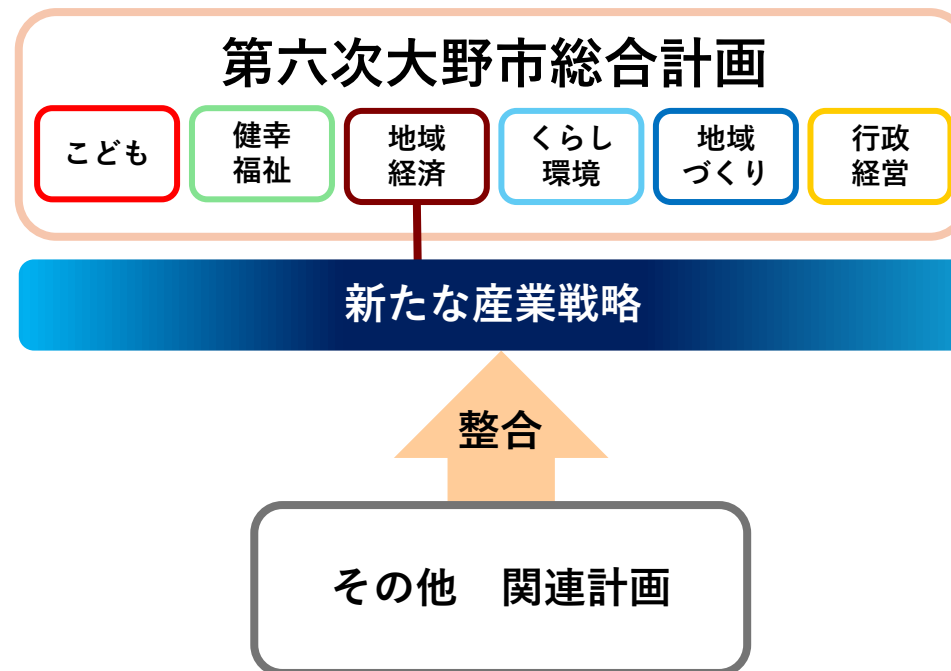 第六次大野市総合計画
こども
健幸
福祉
地域
経済
くらし
環境
地域
づくり
行政
経営
新たな産業戦略
整合
その他　関連計画